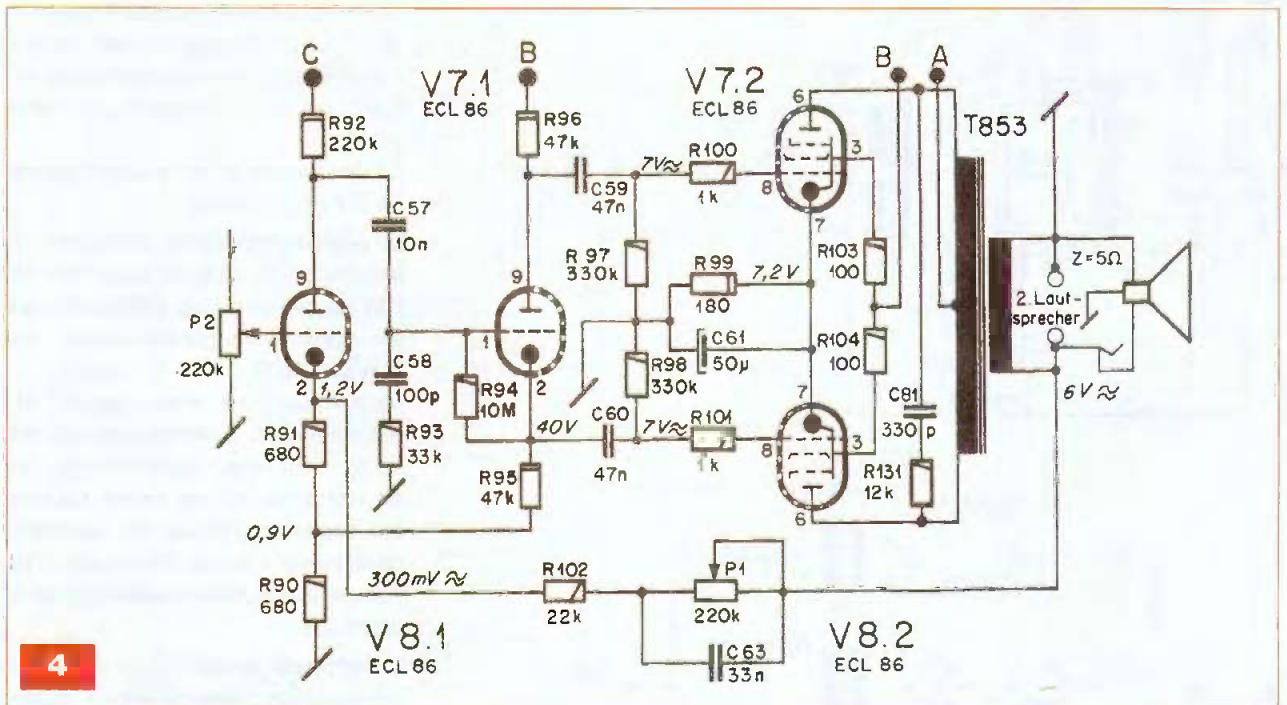 C
V7.1
ECL 86
B
V7.2
ECL 86
B
A
T853
R92
220k
R96
47k
C57
10n
C59
47n
7V≈
R100
1k
6
3
8
7
9
9
R97
330k
R99
180
7,2V
R103
100
Z=5Ω
2. Laut-
sprecher
P2
220k
1
1
2
1,2V
2
C58
100p
R94
10M
R98
330k
C61
50µ
R104
100
6V≈
R91
680
R93
33k
40V
C60
47n
7V≈
R101
1k
7
3
8
6
C81
330p
R131
12k
R95
47k
0,9V
R90
680
300mV≈
R102
22k
P1
220k
C63
33n
V8.1
ECL 86
V8.2
ECL 86
4